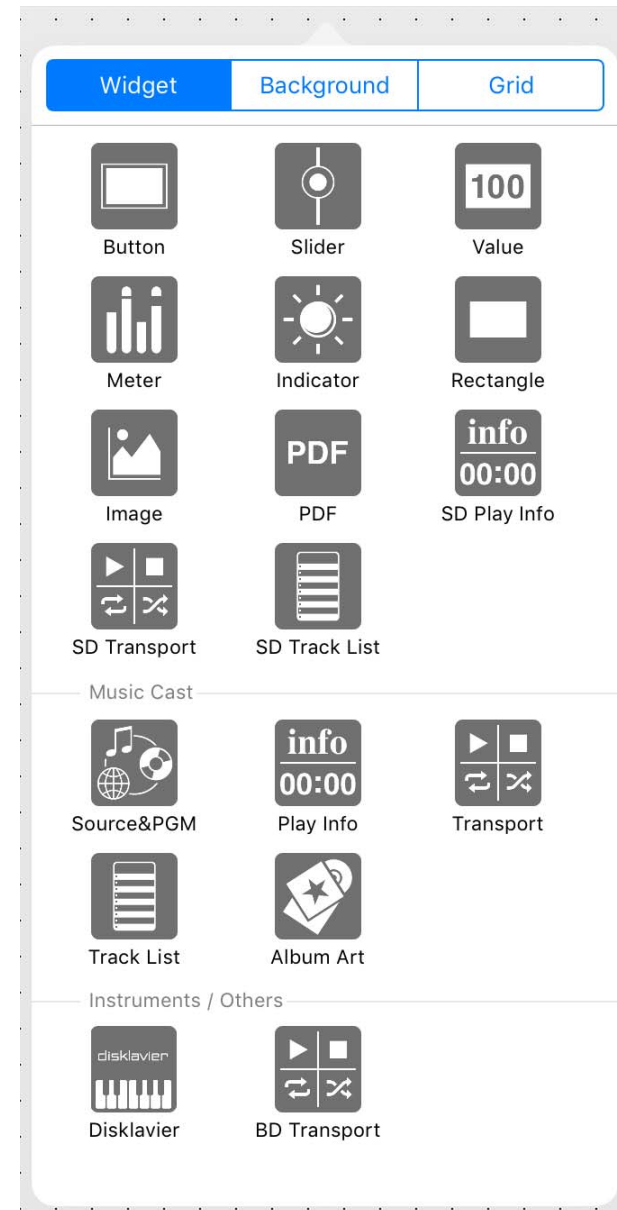 Widget Background Grid
100
Button Slider Value
Meter Indicator Rectangle
PDF
info
00:00
Image PDF SD Play Info
SD Transport SD Track List
Music Cast
info
00:00
Source&PGM Play Info Transport
Track List Album Art
Instruments / Others
disklavier
Disklavier BD Transport